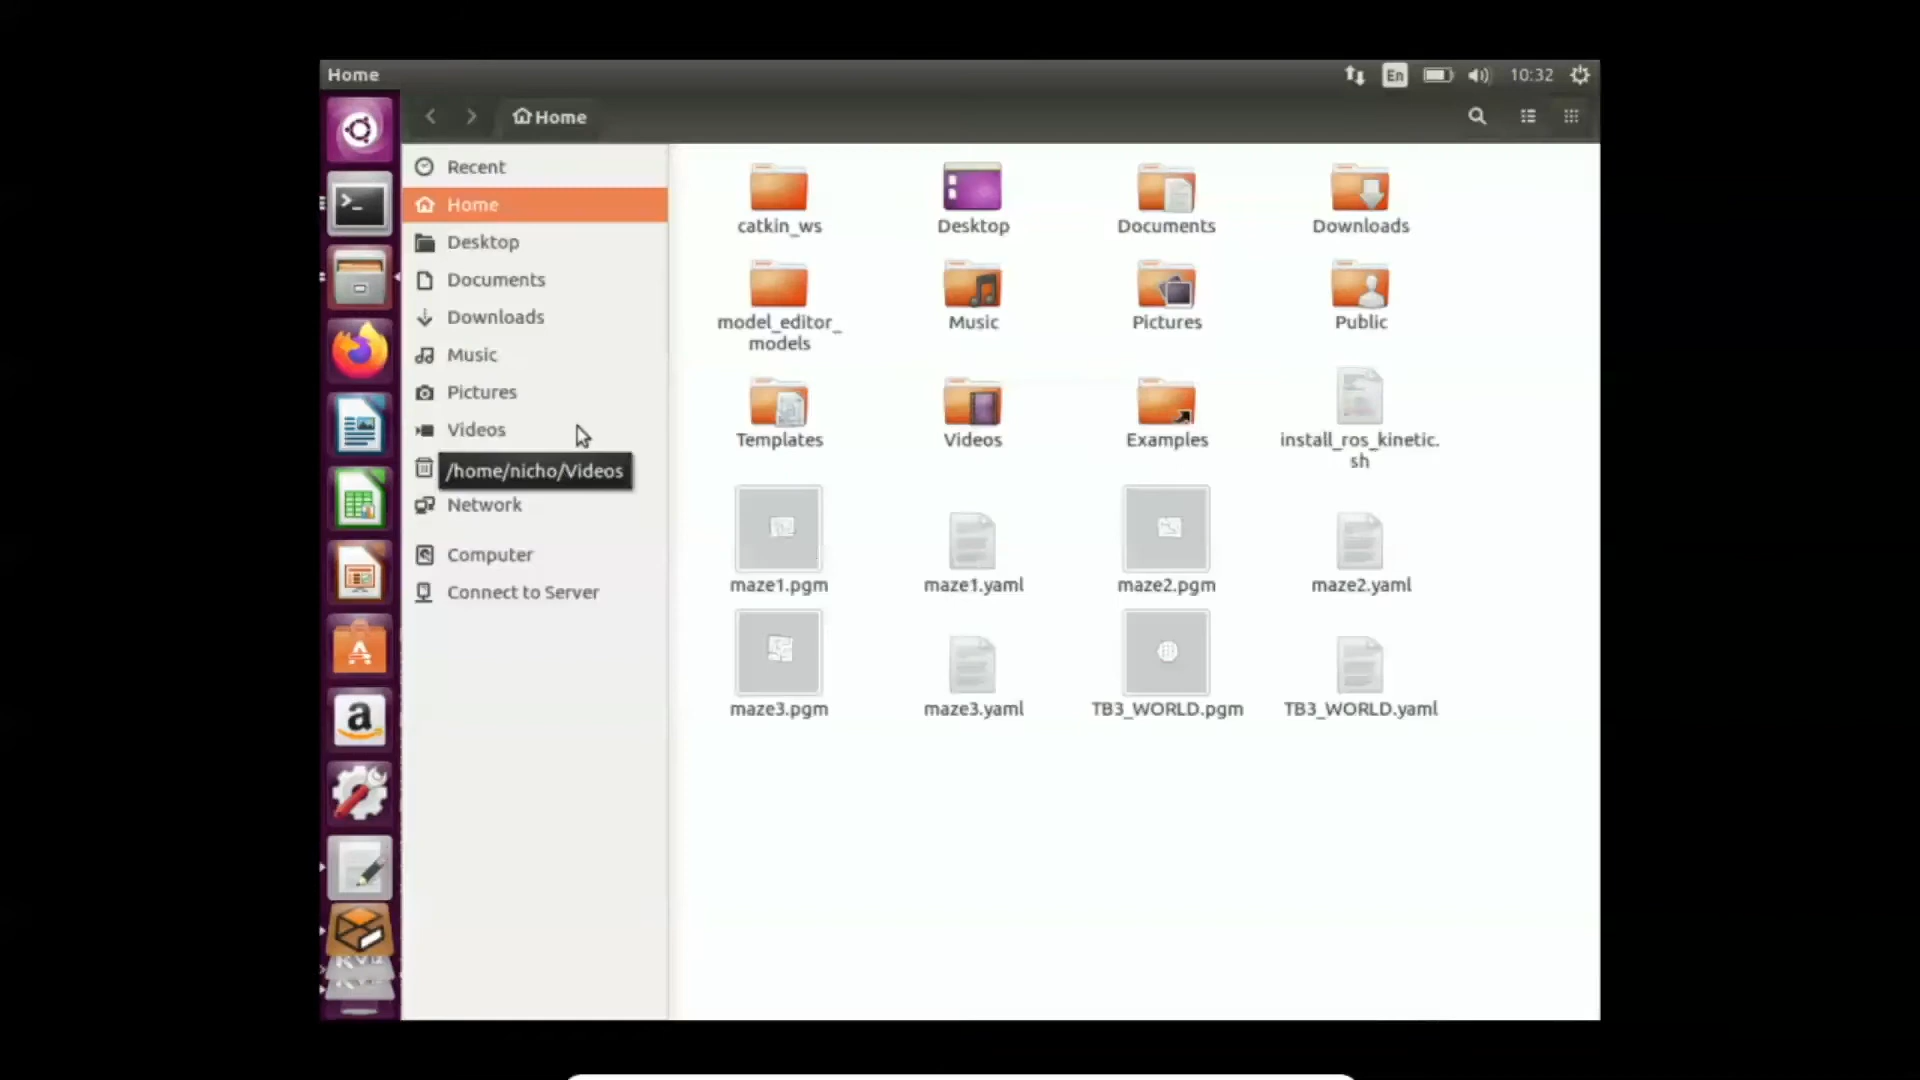 Home
En
10:32
Home
Recent
Home
Desktop
Documents
Downloads
Music
Pictures
Videos
/home/nicho/Videos
Network
Computer
Connect to Server
catkin_ws
Desktop
Documents
Downloads
model_editor_
models
Music
Pictures
Public
Templates
Videos
Examples
install_ros_kinetic.
sh
maze1.pgm
maze1.yaml
maze2.pgm
maze2.yaml
maze3.pgm
maze3.yaml
TB3_WORLD.pgm
TB3_WORLD.yaml